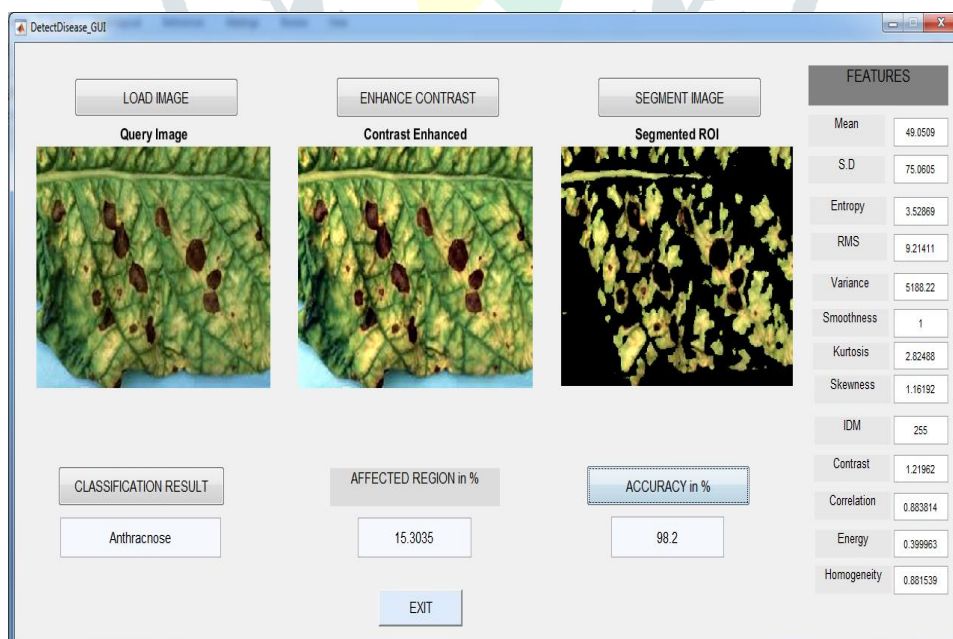 DetectDisease_GUI
LOAD IMAGE
ENHANCE CONTRAST
SEGMENT IMAGE
FEATURES
Query Image
Contrast Enhanced
Segmented ROI
Mean 49.0509
S.D 75.0605
Entropy 3.52869
RMS 9.21411
Variance 5188.22
Smoothness 1
Kurtosis 2.82488
Skewness 1.16192
IDM 255
Contrast 1.21962
Correlation 0.883814
Energy 0.399963
Homogeneity 0.881539
CLASSIFICATION RESULT
AFFECTED REGION in %
ACCURACY in %
Anthracnose
15.3035
98.2
EXIT